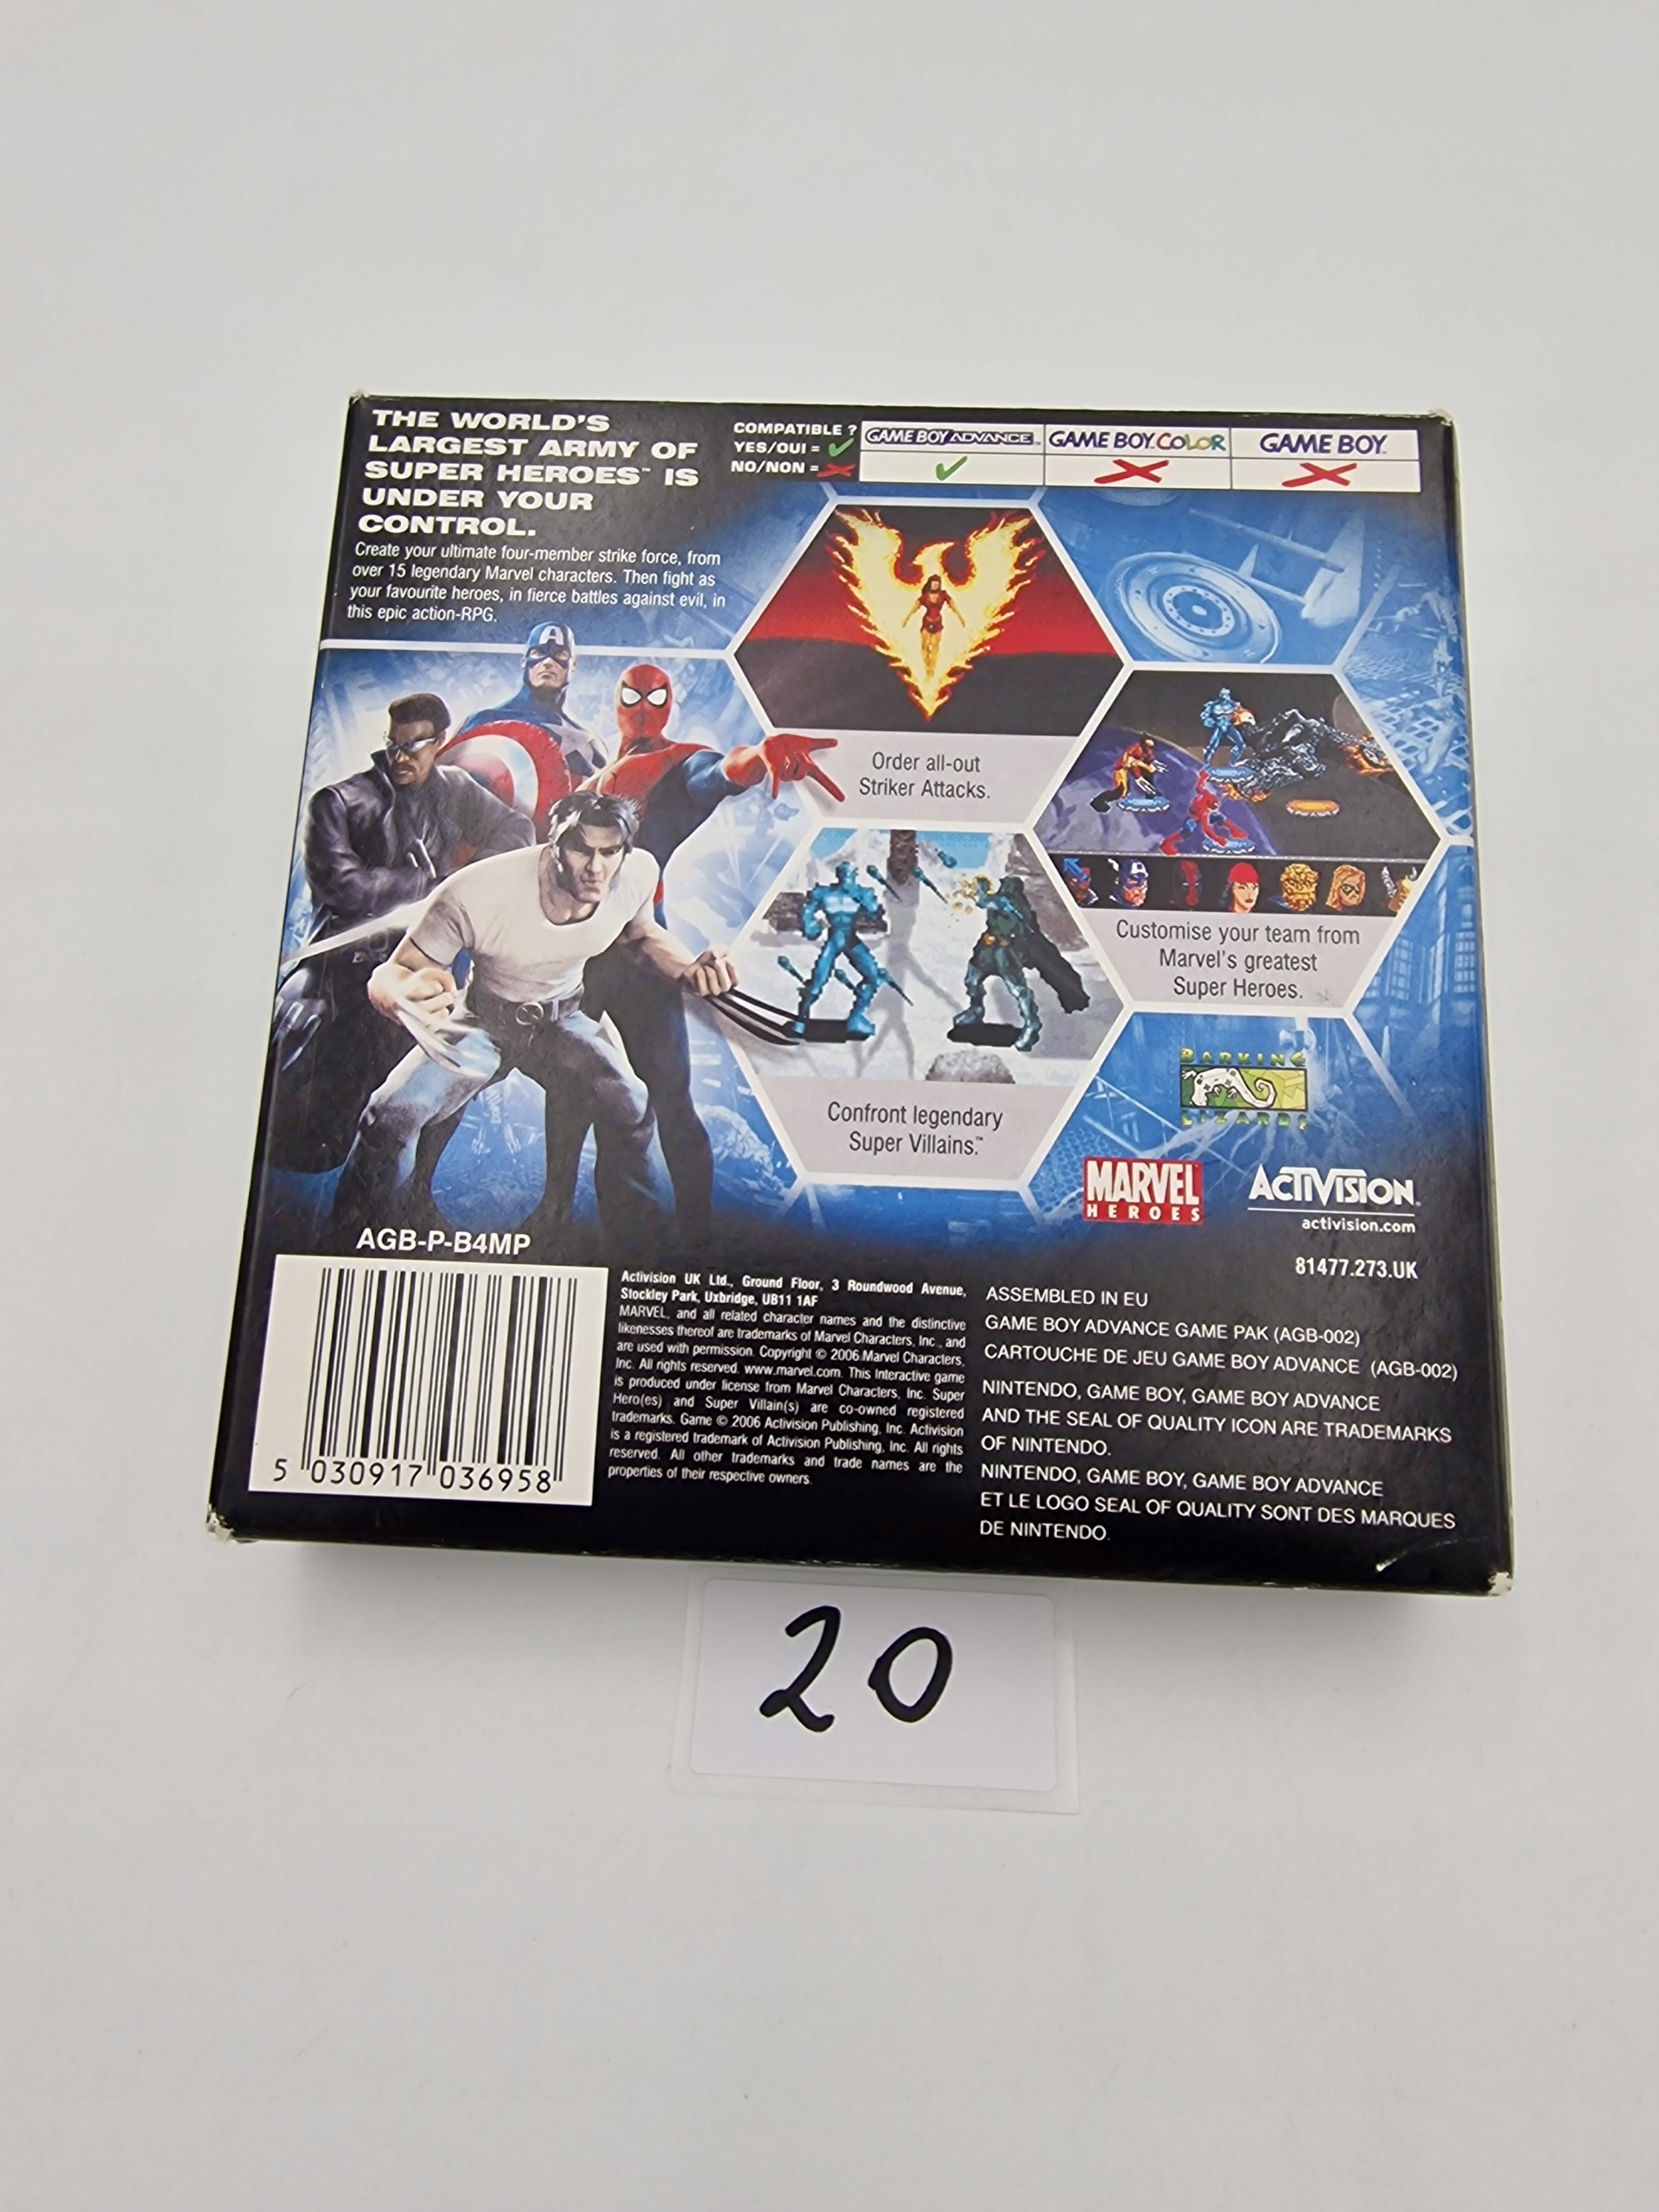 THE WORLD'S
LARGEST ARMY OF
SUPER HEROES™ IS
UNDER YOUR
CONTROL.
Create your ultimate four-member strike force, from
over 15 legendary Marvel characters. Then fight as
your favourite heroes, in fierce battles against evil, in
this epic action-RPG.
COMPATIBLE ?
YES/OUI =
NO/NON =
GAME BOY ADVANCE™
GAME BOY COLOR
GAME BOY™
A
Order all-out
Striker Attacks.
Customise your team from
Marvel's greatest
Super Heroes.
Confront legendary
Super Villains.™
BARKING
LIZARDS
MARVEL
HEROES
ACTIVISION
activision.com
81477.273.UK
AGB-P-B4MP
5 030917 036958
Activision UK Ltd., Ground Floor, 3 Roundwood Avenue,
Stockley Park, Uxbridge, UB11 1AF
MARVEL, and all related character names and the distinctive
likenesses thereof are trademarks of Marvel Characters, Inc., and
are used with permission. Copyright © 2006 Marvel Characters,
Inc. All rights reserved. www.marvel.com. This Interactive game
is produced under license from Marvel Characters, Inc. Super
Hero(es) and Super Villain(s) are co-owned registered
trademarks. Game © 2006 Activision Publishing, Inc. Activision
is a registered trademark of Activision Publishing, Inc. All rights
reserved. All other trademarks and trade names are the
properties of their respective owners.
ASSEMBLED IN EU
GAME BOY ADVANCE GAME PAK (AGB-002)
CARTOUCHE DE JEU GAME BOY ADVANCE (AGB-002)
NINTENDO, GAME BOY, GAME BOY ADVANCE
AND THE SEAL OF QUALITY ICON ARE TRADEMARKS
OF NINTENDO.
NINTENDO, GAME BOY, GAME BOY ADVANCE
ET LE LOGO SEAL OF QUALITY SONT DES MARQUES
DE NINTENDO.
20